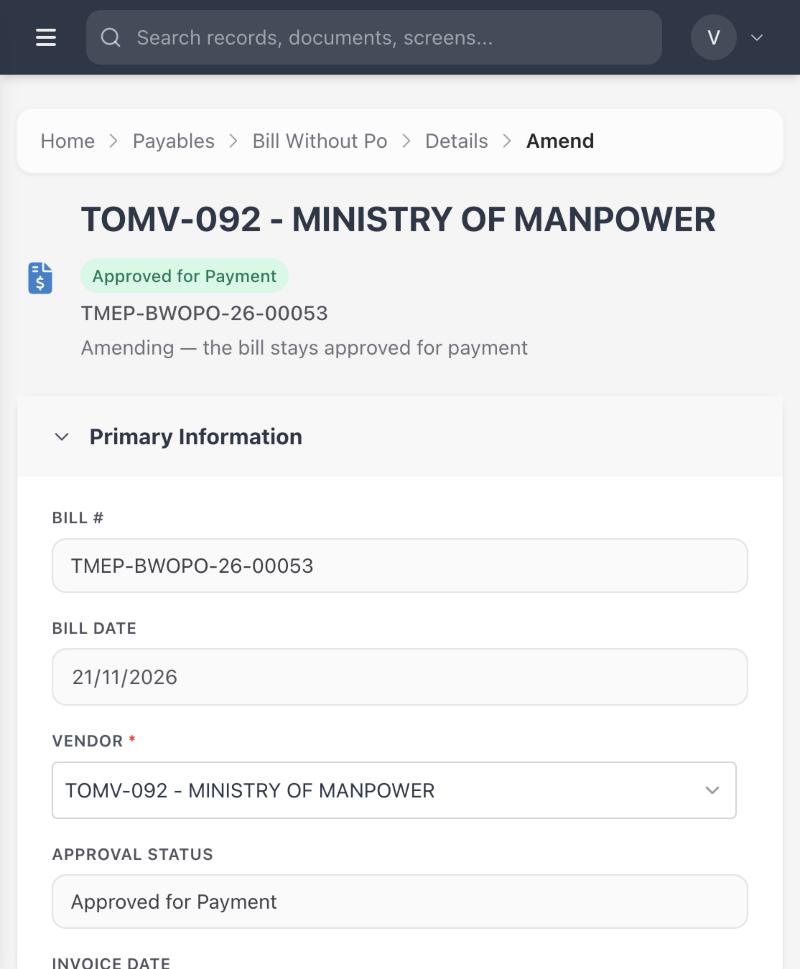 Search records, documents, screens...
V
Home > Payables > Bill Without Po > Details > Amend
TOMV-092 - MINISTRY OF MANPOWER
Approved for Payment
TMEP-BWOPO-26-00053
Amending — the bill stays approved for payment
Primary Information
BILL #
TMEP-BWOPO-26-00053
BILL DATE
21/11/2026
VENDOR *
TOMV-092 - MINISTRY OF MANPOWER
APPROVAL STATUS
Approved for Payment
INVOICE DATE